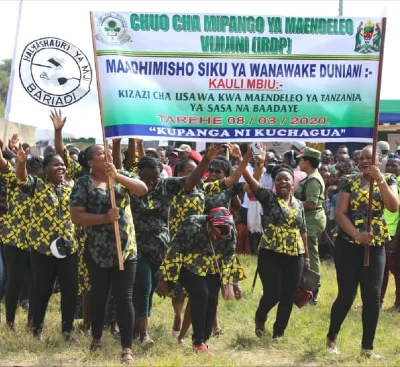 CHUO CHA MIPANGO YA MAENDELEO
VIJIJINI (IRDP)
MAADHIMISHO SIKU YA WANAWAKE DUNIANI :-
KAULI MBIU:-
KIZAZI CHA USAWA KWA MAENDELEO YA TANZANIA
YA SASA NA BAADAYE
TAREHE 08 / 03 / 2020
"KUPANGA NI KUCHAGUA"
HALMASHAURI YA MJI
BARIADI